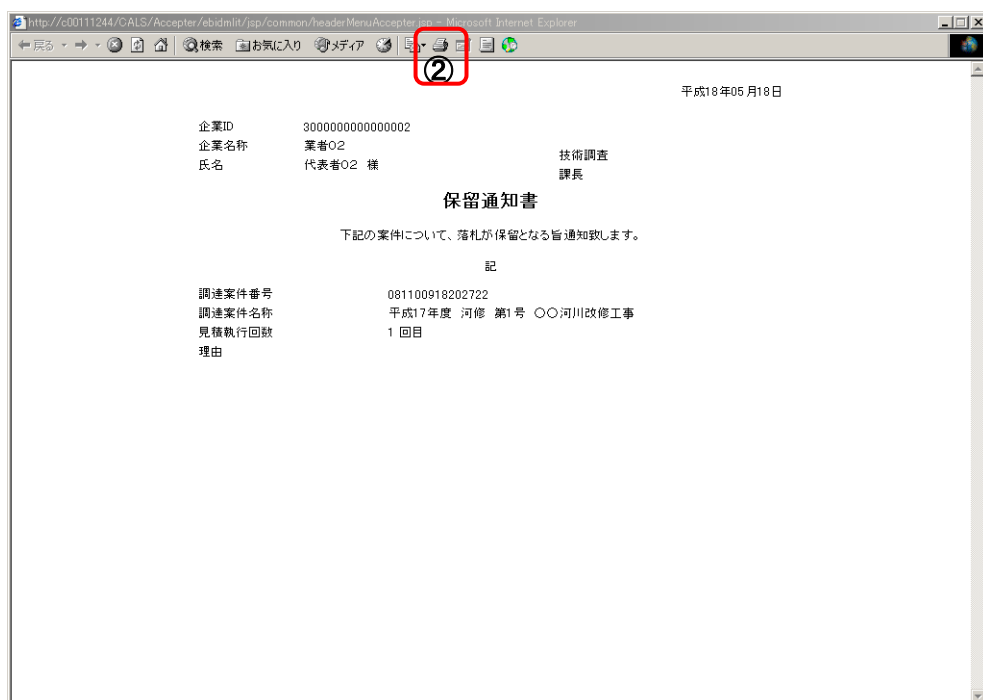 http://c00111244/CALS/Accepter/ebidmlit/jsp/common/headerMenuAccepter.jsp - Microsoft Internet Explorer
戻る 検索 お気に入り メディア
②
平成18年05月18日
企業ID 3000000000000002
企業名称 業者02
氏名 代表者02 様
技術調査
課長
保留通知書
下記の案件について、落札が保留となる旨通知致します。
記
調達案件番号 081100918202722
調達案件名称 平成17年度 河修 第1号 〇〇河川改修工事
見積執行回数 1 回目
理由